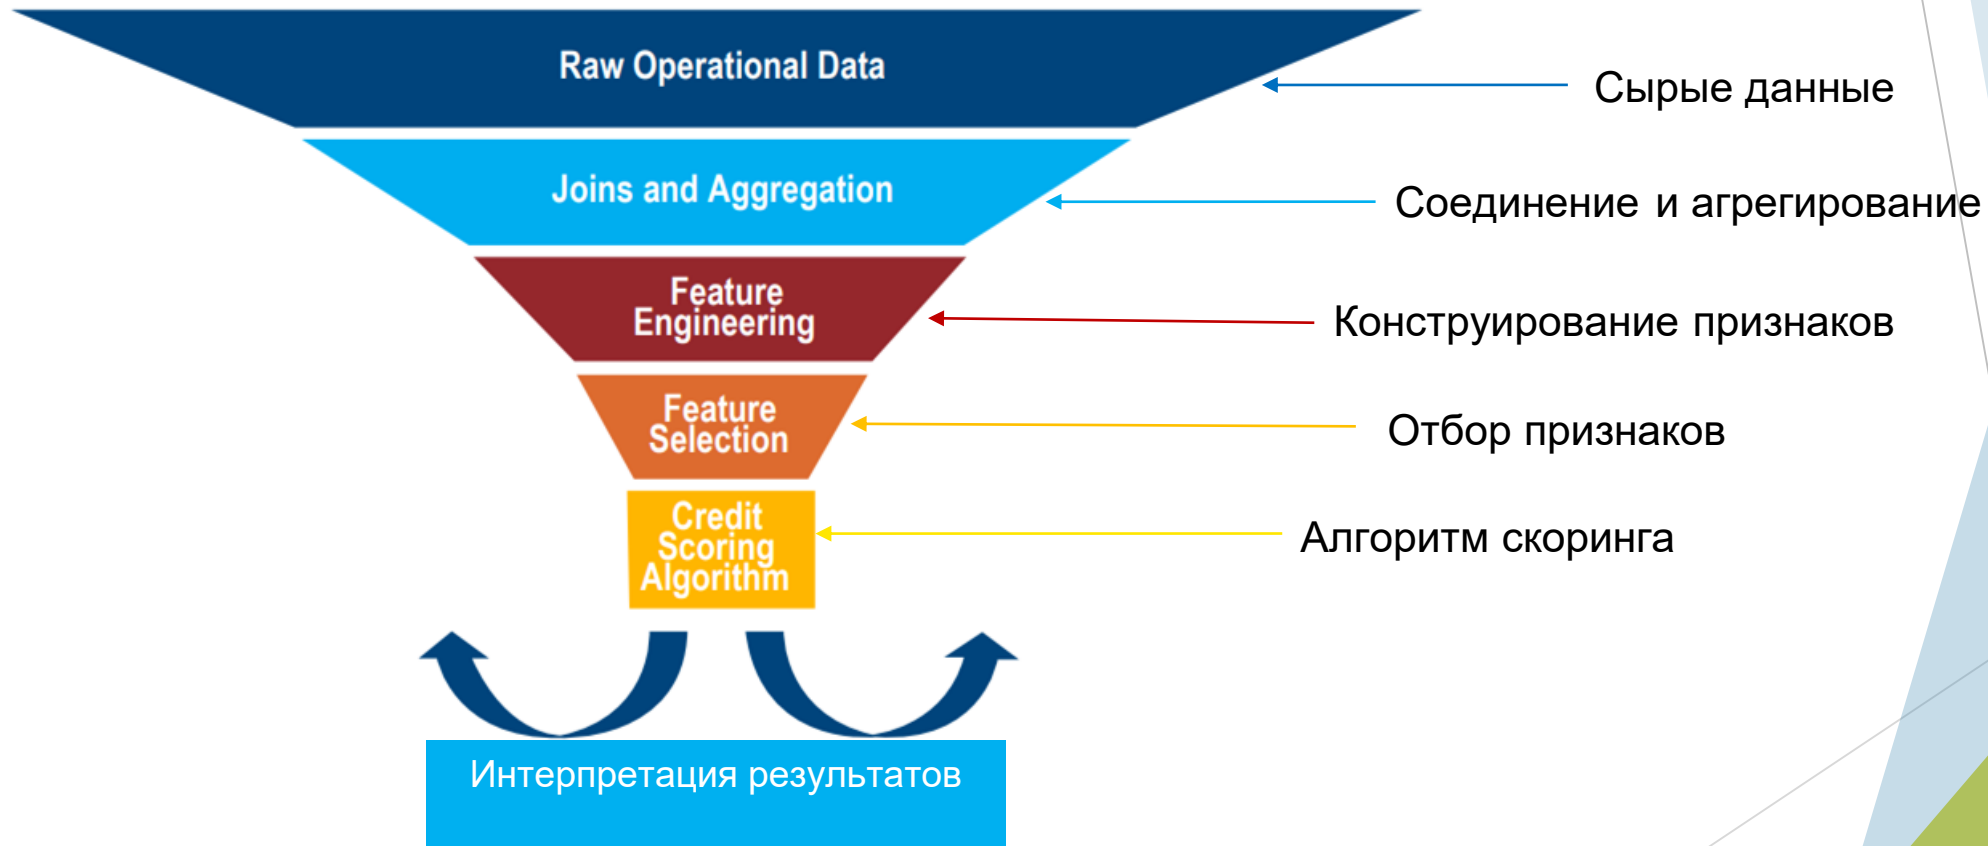 Raw Operational Data
Сырые данные
Joins and Aggregation
Соединение и агрегирование
Feature
Engineering
Конструирование признаков
Feature
Selection
Отбор признаков
Credit
Scoring
Algorithm
Алгоритм скоринга
Интерпретация результатов